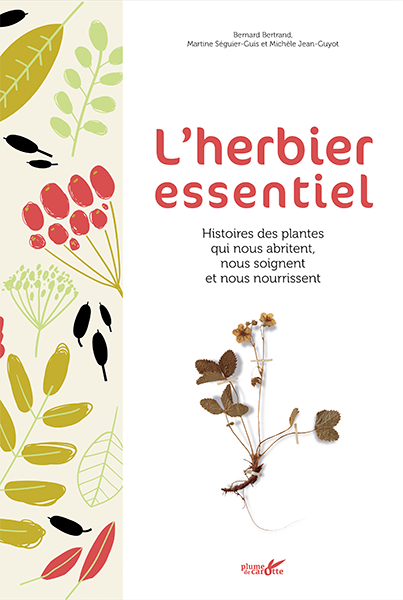 Bernard Bertrand,
Martine Séguier-Guis et Michèle Jean-Guyot
L'herbier
essentiel
Histoires des plantes
qui nous abritent,
nous soignent
et nous nourrissent
plume
de carotte